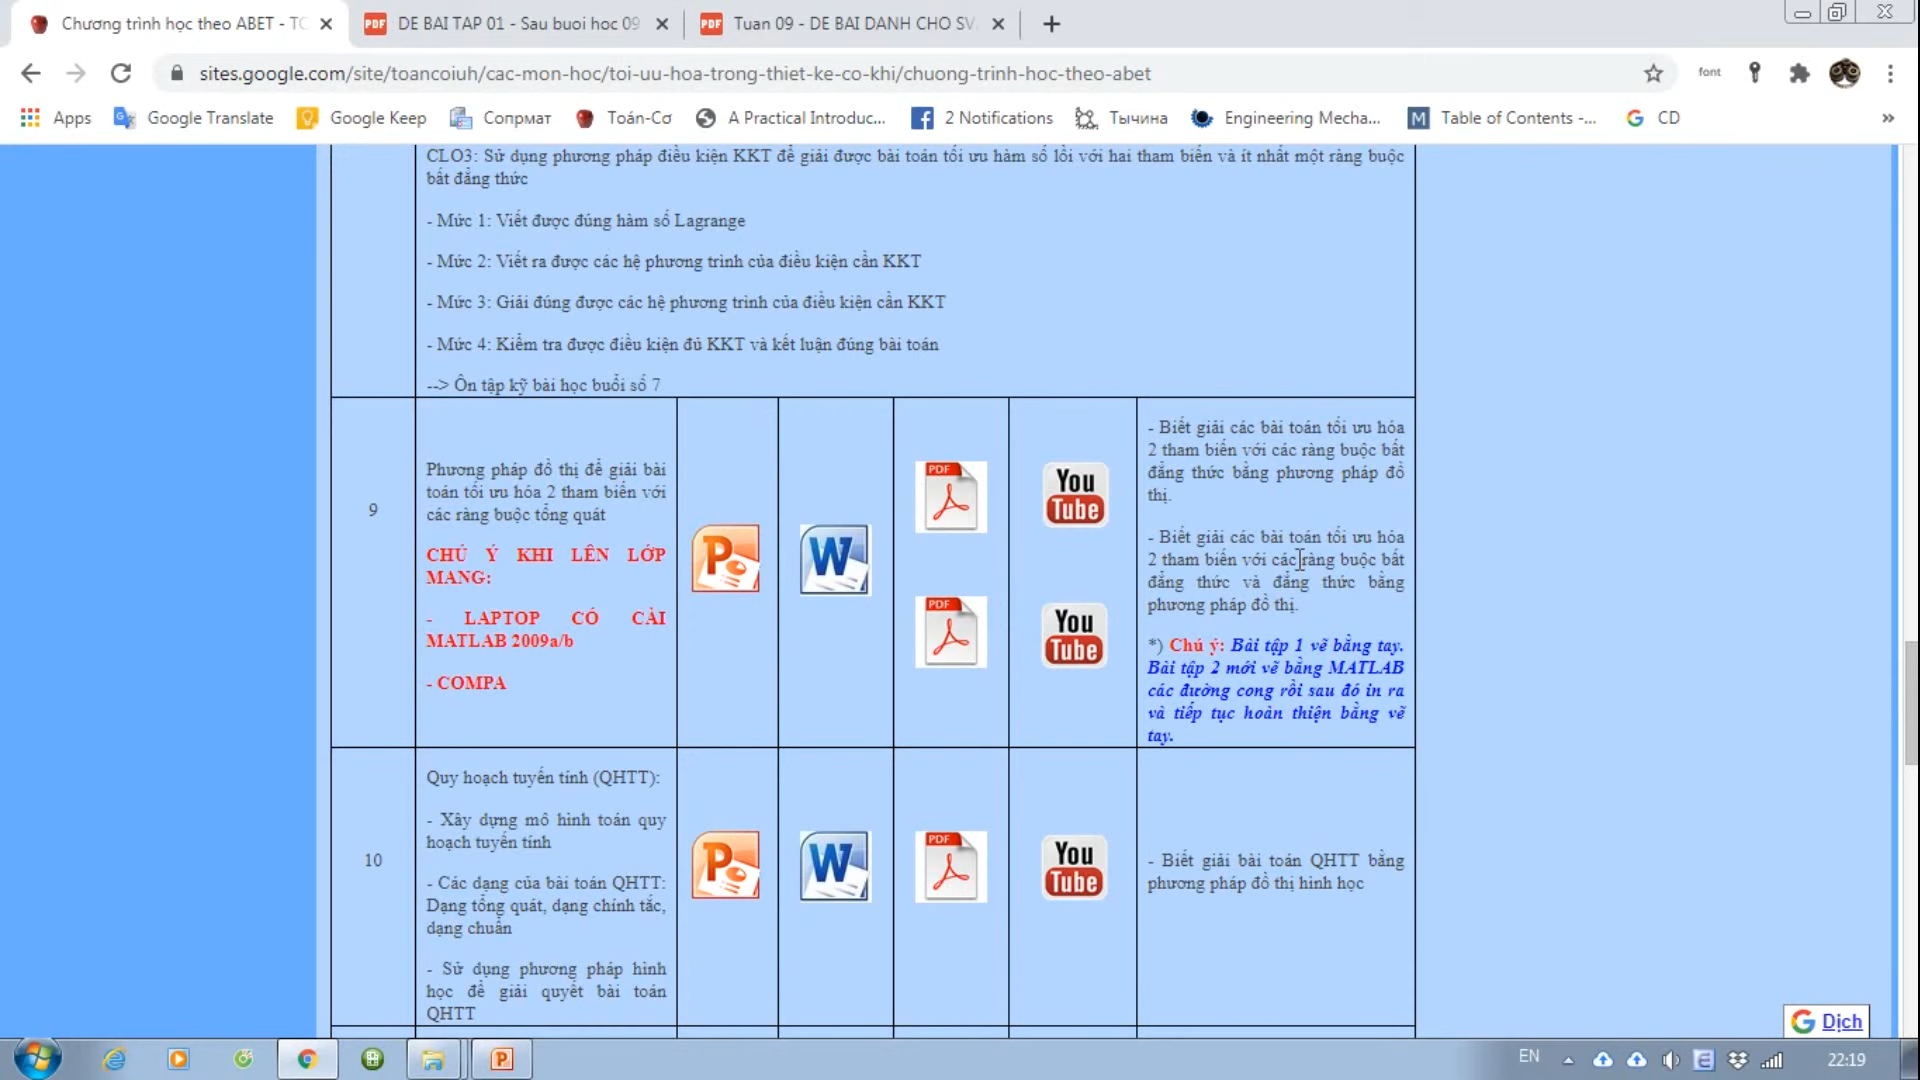 Chương trình học theo ABET - TC
DE BAI TAP 01 - Sau buoi hoc 09
Tuan 09 - DE BAI DANH CHO SV
sites.google.com/site/toancoiuh/cac-mon-hoc/toi-uu-hoa-trong-thiet-ke-co-khi/chuong-trinh-hoc-theo-abet
font
Apps
Google Translate
Google Keep
Сопрмат
Toán-Cơ
A Practical Introduc...
2 Notifications
Тычина
Engineering Mecha...
Table of Contents -...
CD
»
CLO3: Sử dụng phương pháp điều kiện KKT để giải được bài toán tối ưu hàm số lồi với hai tham biến và ít nhất một ràng buộc
bất đẳng thức
- Mức 1: Viết được đúng hàm số Lagrange
- Mức 2: Viết ra được các hệ phương trình của điều kiện cần KKT
- Mức 3: Giải đúng được các hệ phương trình của điều kiện cần KKT
- Mức 4: Kiểm tra được điều kiện đủ KKT và kết luận đúng bài toán
--> Ôn tập kỹ bài học buổi số 7
9
Phương pháp đồ thị để giải bài
toán tối ưu hóa 2 tham biến với
các ràng buộc tổng quát
CHÚ Ý KHI LÊN LỚP
MANG:
- LAPTOP CÓ CÀI
MATLAB 2009a/b
- COMPA
P
W
PDF
PDF
You
Tube
You
Tube
- Biết giải các bài toán tối ưu hóa
2 tham biến với các ràng buộc bất
đẳng thức bằng phương pháp đồ
thị.
- Biết giải các bài toán tối ưu hóa
2 tham biến với các ràng buộc bất
đẳng thức và đẳng thức bằng
phương pháp đồ thị.
*) Chú ý: Bài tập 1 vẽ bằng tay.
Bài tập 2 mới vẽ bằng MATLAB
các đường cong rồi sau đó in ra
và tiếp tục hoàn thiện bằng vẽ
tay.
10
Quy hoạch tuyến tính (QHTT):
- Xây dựng mô hình toán quy
hoạch tuyến tính
- Các dạng của bài toán QHTT:
Dạng tổng quát, dạng chính tắc,
dạng chuẩn
- Sử dụng phương pháp hình
học để giải quyết bài toán
QHTT
P
W
PDF
You
Tube
- Biết giải bài toán QHTT bằng
phương pháp đồ thị hình học
Dịch
EN
22:19